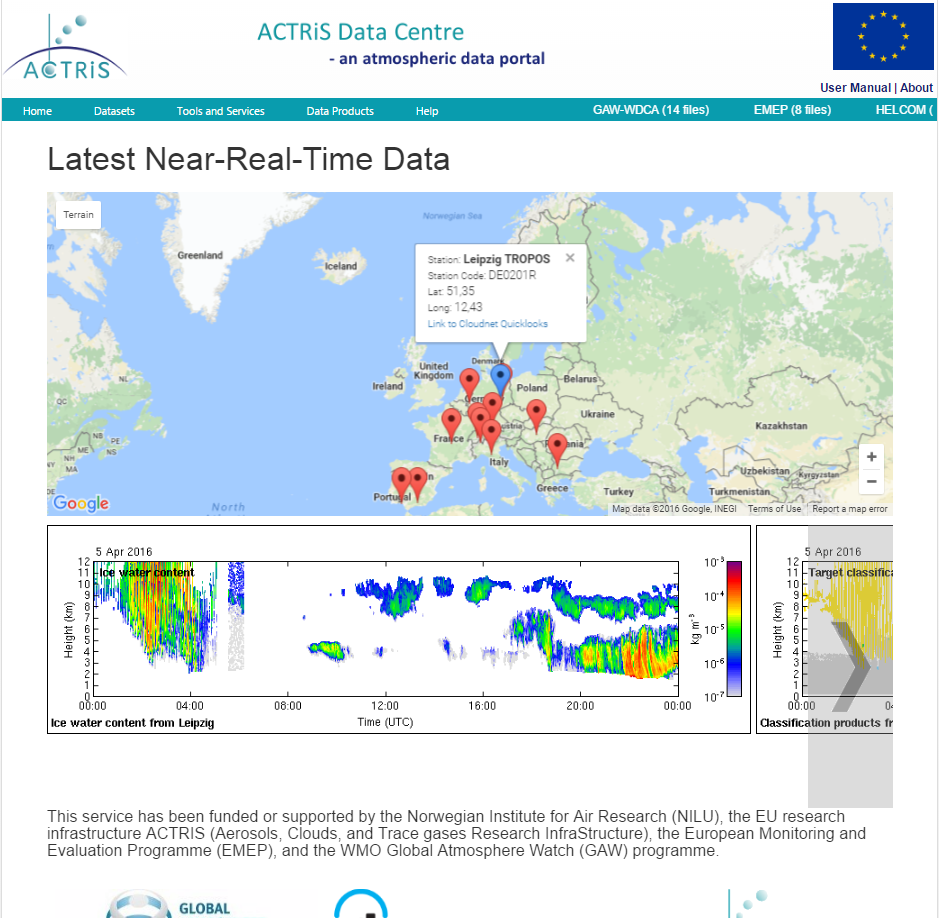 ACTRiS
ACTRiS Data Centre
- an atmospheric data portal
User Manual | About
Home Datasets Tools and Services Data Products Help GAW-WDCA (14 files) EMEP (8 files) HELCOM (
Latest Near-Real-Time Data
Terrain
Norwegian Sea
Greenland
Iceland
Station: Leipzig TROPOS
Station Code: DE0201R
Lat: 51,35
Long: 12,43
Link to Cloudnet Quicklooks
Denmark
United
Kingdom
Ireland
Poland
Belarus
NL
QC
Ukraine
Kazakhstan
France
NB
PE
ME
NS
NH
MA
Italy
Uzbekistan
Kyrgyzstan
Greece
Turkey
Turkmenistan
Portugal
North
+
−
Google
Map data ©2016 Google, INEGI Terms of Use Report a map error
5 Apr 2016
Ice water content
Height (km)
12
11
10
9
8
7
6
5
4
3
2
1
0
00:00 04:00 08:00 12:00 16:00 20:00 00:00
Time (UTC)
10⁻³
10⁻⁴
10⁻⁵
10⁻⁶
10⁻⁷
kg m⁻³
Ice water content from Leipzig
5 Apr 2016
Target classifica
Height (km)
12
11
10
9
8
7
6
5
4
3
2
1
0
00:00
Classification products fr
This service has been funded or supported by the Norwegian Institute for Air Research (NILU), the EU research
infrastructure ACTRIS (Aerosols, Clouds, and Trace gases Research InfraStructure), the European Monitoring and
Evaluation Programme (EMEP), and the WMO Global Atmosphere Watch (GAW) programme.
GLOBAL